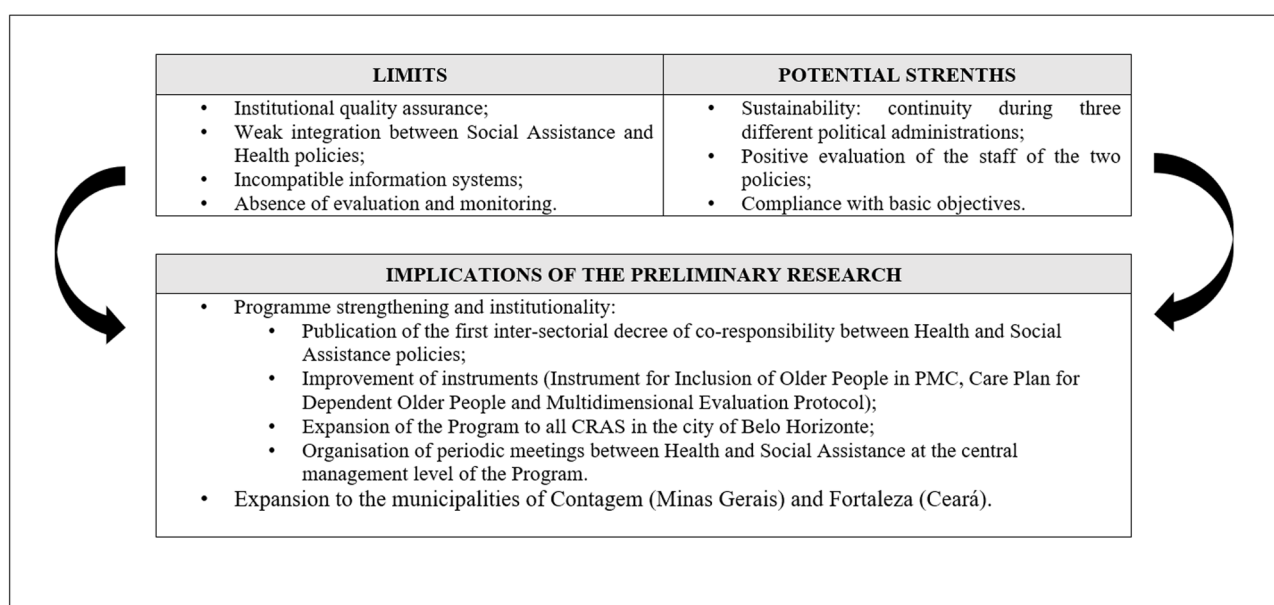 LIMITS
• Institutional quality assurance;
• Weak integration between Social Assistance and
Health policies;
• Incompatible information systems;
• Absence of evaluation and monitoring.
POTENTIAL STRENTHS
• Sustainability: continuity during three
different political administrations;
• Positive evaluation of the staff of the two
policies;
• Compliance with basic objectives.
IMPLICATIONS OF THE PRELIMINARY RESEARCH
• Programme strengthening and institutionality:
• Publication of the first inter-sectorial decree of co-responsibility between Health and Social
Assistance policies;
• Improvement of instruments (Instrument for Inclusion of Older People in PMC, Care Plan for
Dependent Older People and Multidimensional Evaluation Protocol);
• Expansion of the Program to all CRAS in the city of Belo Horizonte;
• Organisation of periodic meetings between Health and Social Assistance at the central
management level of the Program.
• Expansion to the municipalities of Contagem (Minas Gerais) and Fortaleza (Ceará).